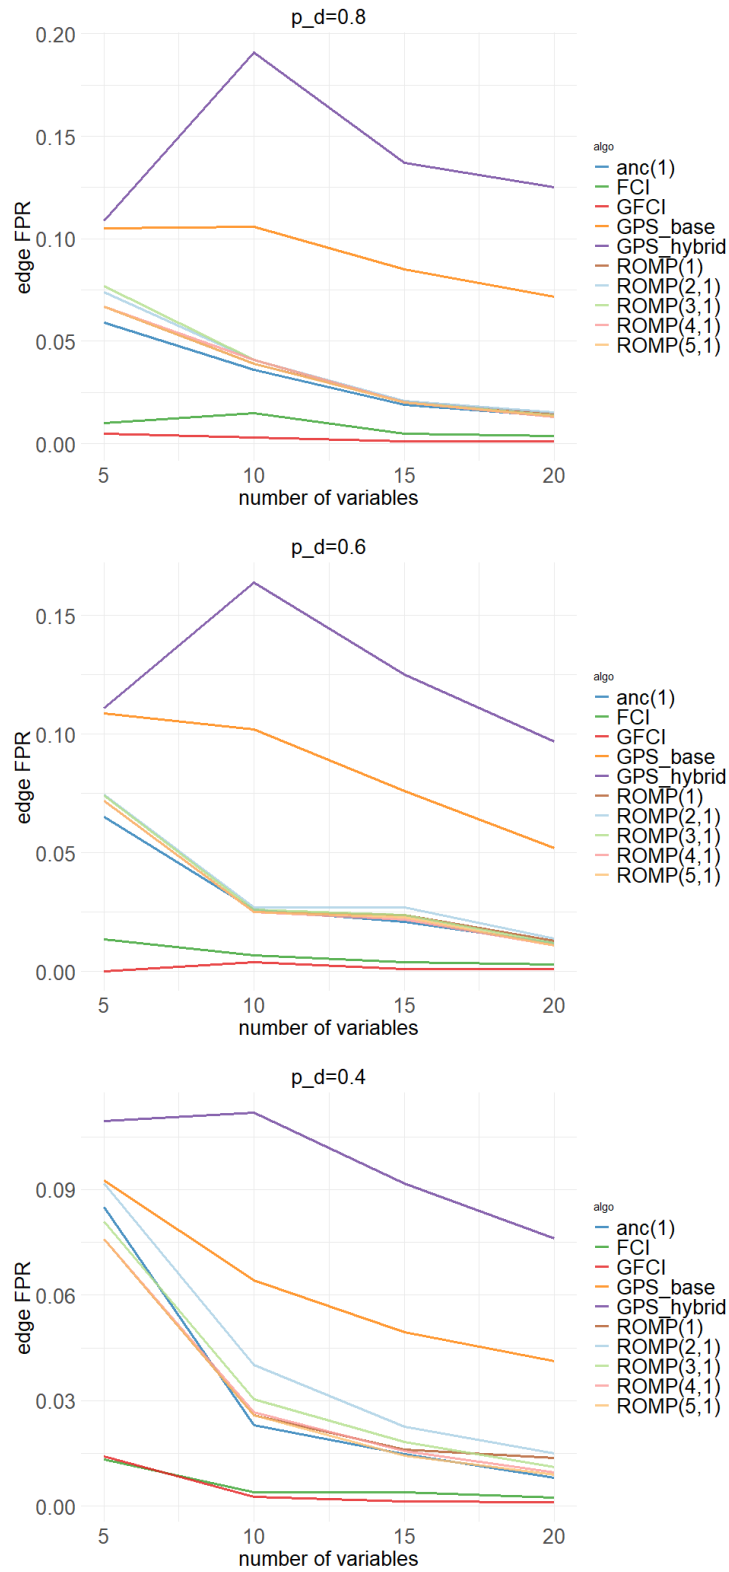 p_d=0.8
0.20
0.15
0.10
0.05
0.00
edge FPR
5 10 15 20
number of variables
algo
anc(1)
FCI
GFCI
GPS_base
GPS_hybrid
ROMP(1)
ROMP(2,1)
ROMP(3,1)
ROMP(4,1)
ROMP(5,1)
p_d=0.6
0.15
0.10
0.05
0.00
edge FPR
5 10 15 20
number of variables
algo
anc(1)
FCI
GFCI
GPS_base
GPS_hybrid
ROMP(1)
ROMP(2,1)
ROMP(3,1)
ROMP(4,1)
ROMP(5,1)
p_d=0.4
0.09
0.06
0.03
0.00
edge FPR
5 10 15 20
number of variables
algo
anc(1)
FCI
GFCI
GPS_base
GPS_hybrid
ROMP(1)
ROMP(2,1)
ROMP(3,1)
ROMP(4,1)
ROMP(5,1)